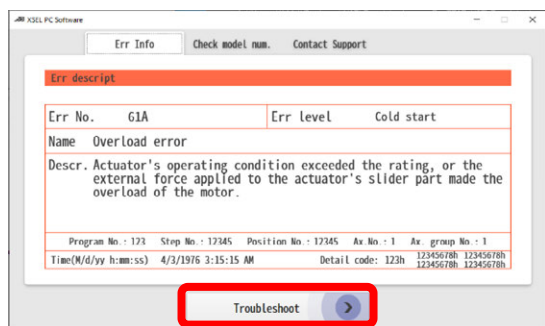 XSEL PC Software
Err Info Check model num. Contact Support
Err descript
Err No. 61A Err level Cold start
Name Overload error
Descr. Actuator's operating condition exceeded the rating, or the
external force applied to the actuator's slider part made the
overload of the motor.
Program No.: 123 Step No.: 12345 Position No.: 12345 Ax.No.: 1 Ax. group No.: 1
Time(M/d/yy h:mm:ss) 4/3/1976 3:15:15 AM Detail code: 123h 12345678h 12345678h
12345678h 12345678h
Troubleshoot